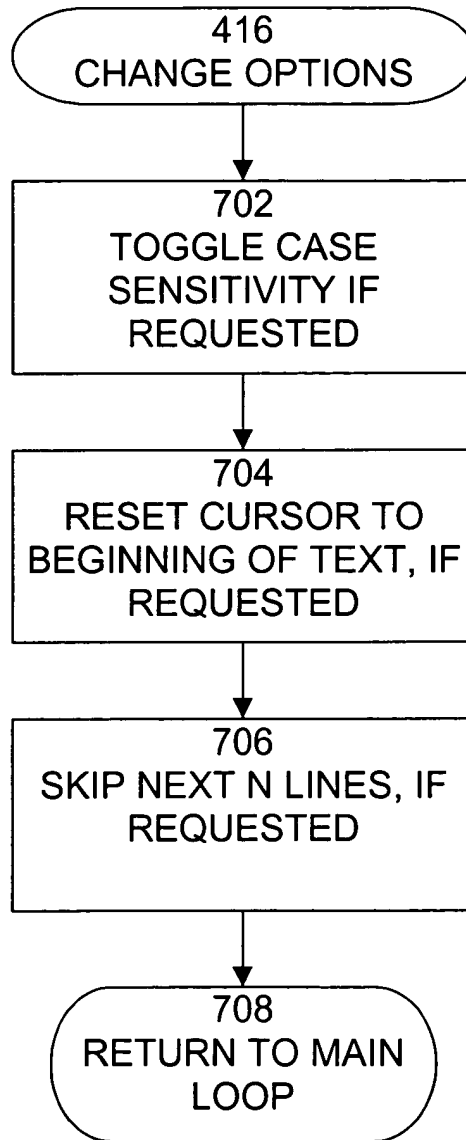 416
CHANGE OPTIONS
702
TOGGLE CASE
SENSITIVITY IF
REQUESTED
704
RESET CURSOR TO
BEGINNING OF TEXT, IF
REQUESTED
706
SKIP NEXT N LINES, IF
REQUESTED
708
RETURN TO MAIN
LOOP